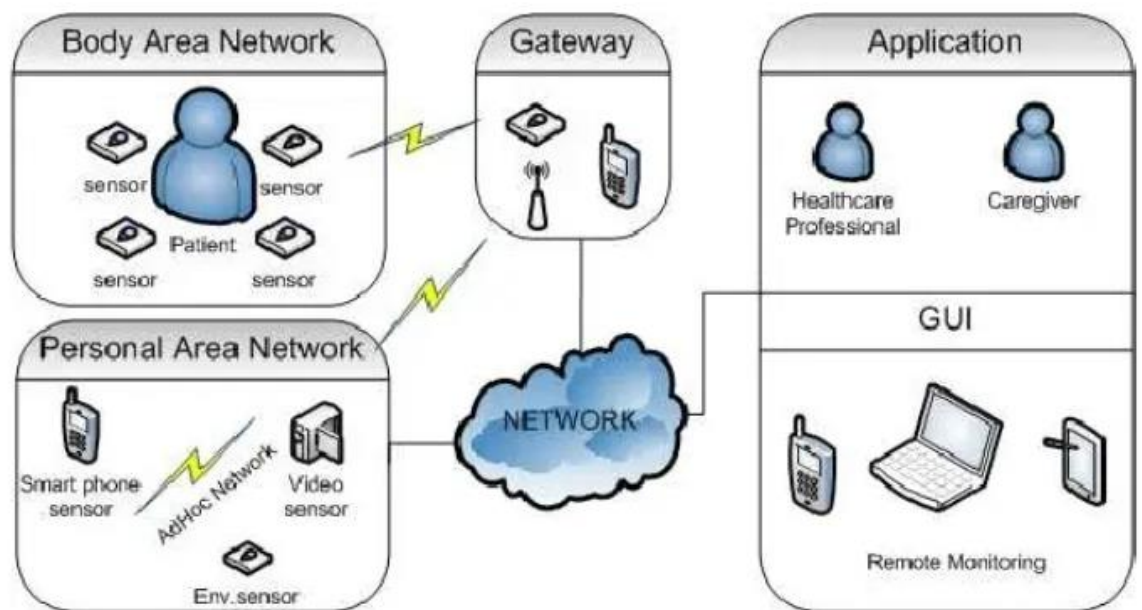 Body Area Network
sensor
sensor
Patient
sensor
sensor
Gateway
Application
Healthcare
Professional
Caregiver
Personal Area Network
Smart phone
sensor
AdHoc Network
Video
sensor
Env.sensor
NETWORK
GUI
Remote Monitoring